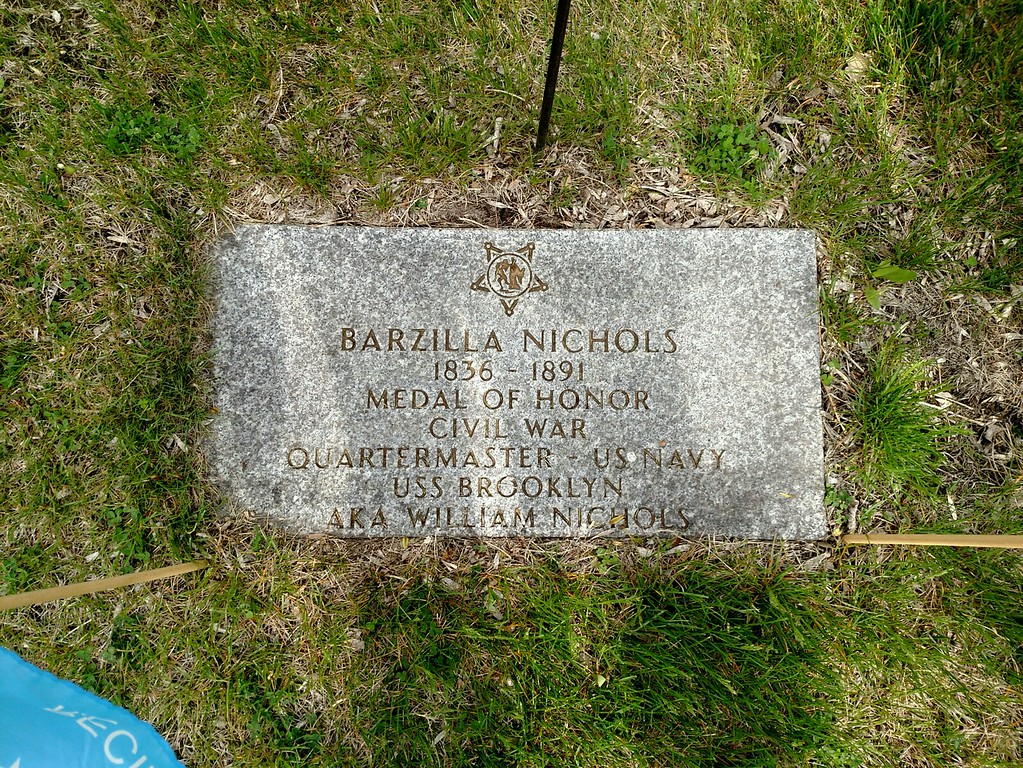 BARZILLA NICHOLS
1836 - 1891
MEDAL OF HONOR
CIVIL WAR
QUARTERMASTER - US NAVY
USS BROOKLYN
AKA WILLIAM NICHOLS